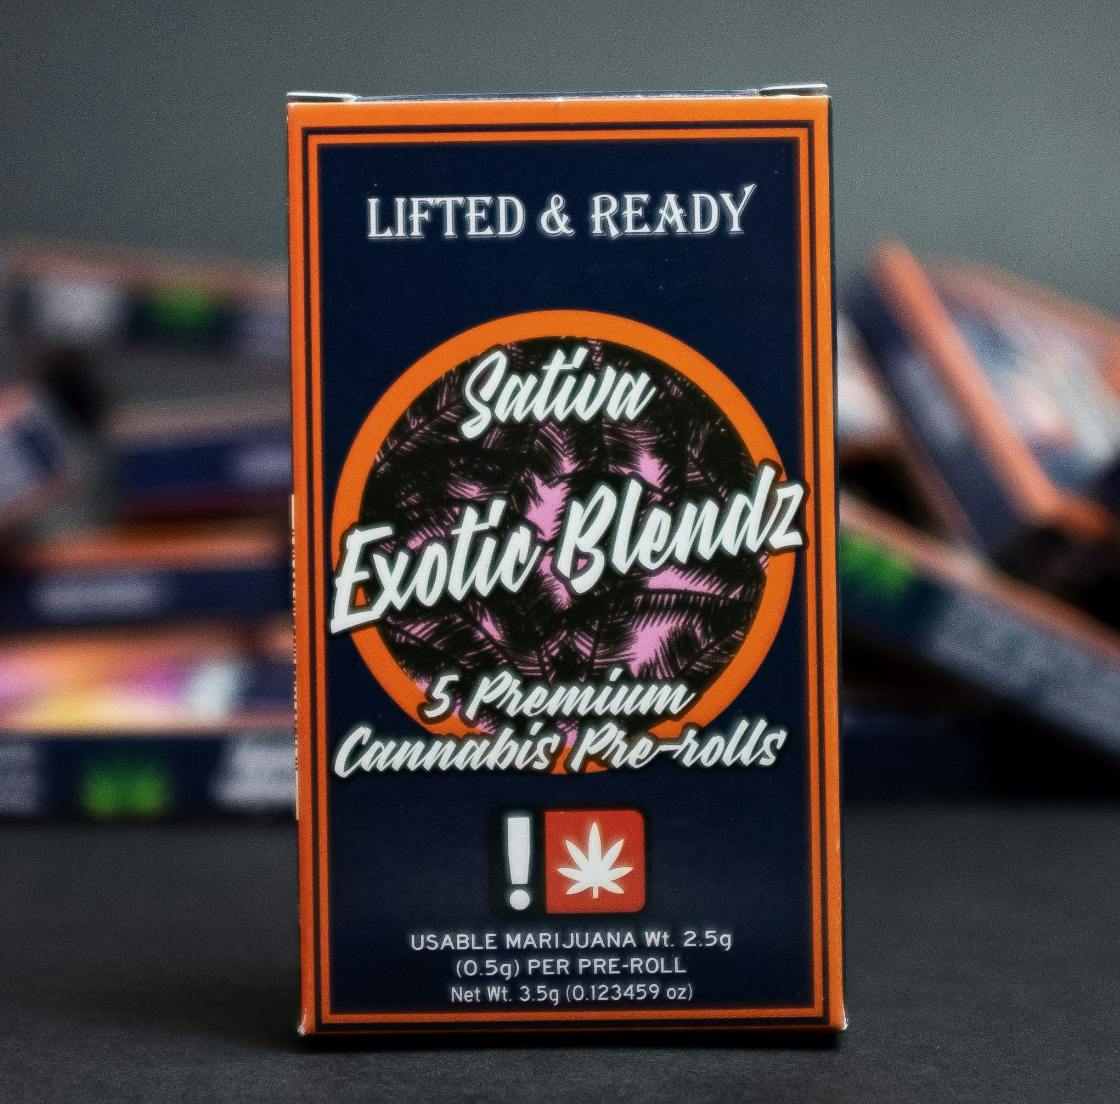 LIFTED & READY
Sativa
Exotic Blendz
5 Premium
Cannabis Pre-rolls
!
USABLE MARIJUANA Wt. 2.5g
(0.5g) PER PRE-ROLL
Net Wt. 3.5g (0.123459 oz)